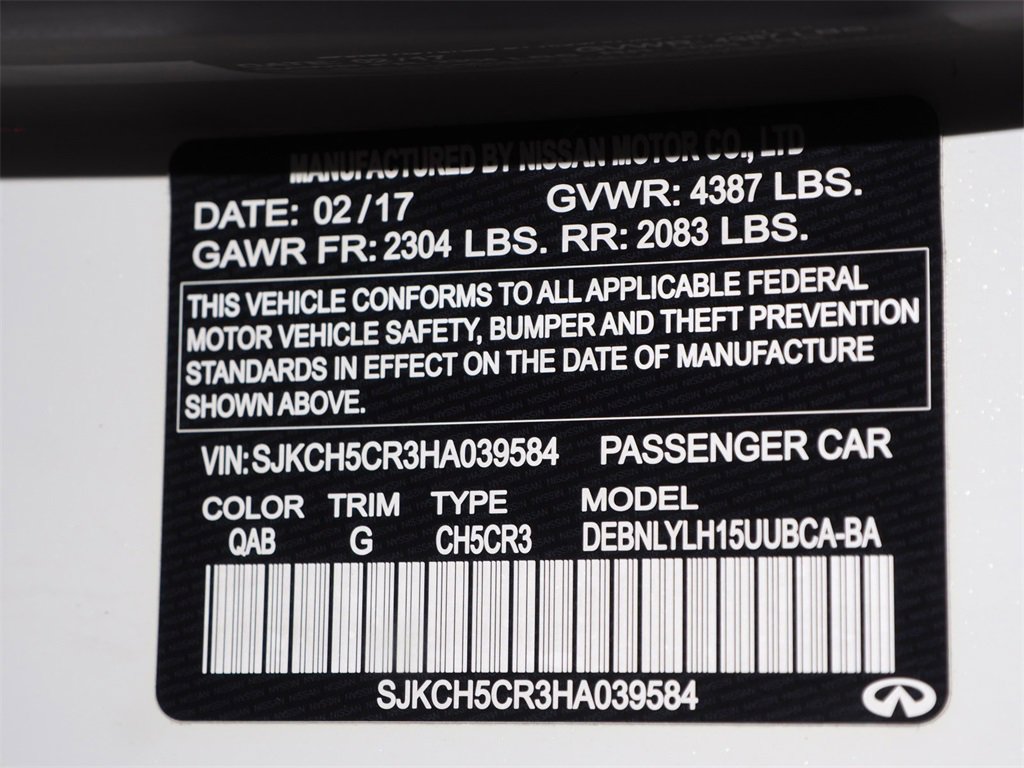 MANUFACTURED BY NISSAN MOTOR CO., LTD
DATE: 02/17 GVWR: 4387 LBS.
GAWR FR: 2304 LBS. RR: 2083 LBS.
THIS VEHICLE CONFORMS TO ALL APPLICABLE FEDERAL
MOTOR VEHICLE SAFETY, BUMPER AND THEFT PREVENTION
STANDARDS IN EFFECT ON THE DATE OF MANUFACTURE
SHOWN ABOVE.
VIN: SJKCH5CR3HA039584 PASSENGER CAR
COLOR TRIM TYPE MODEL
QAB G CH5CR3 DEBNLYLH15UUBCA-BA
SJKCH5CR3HA039584